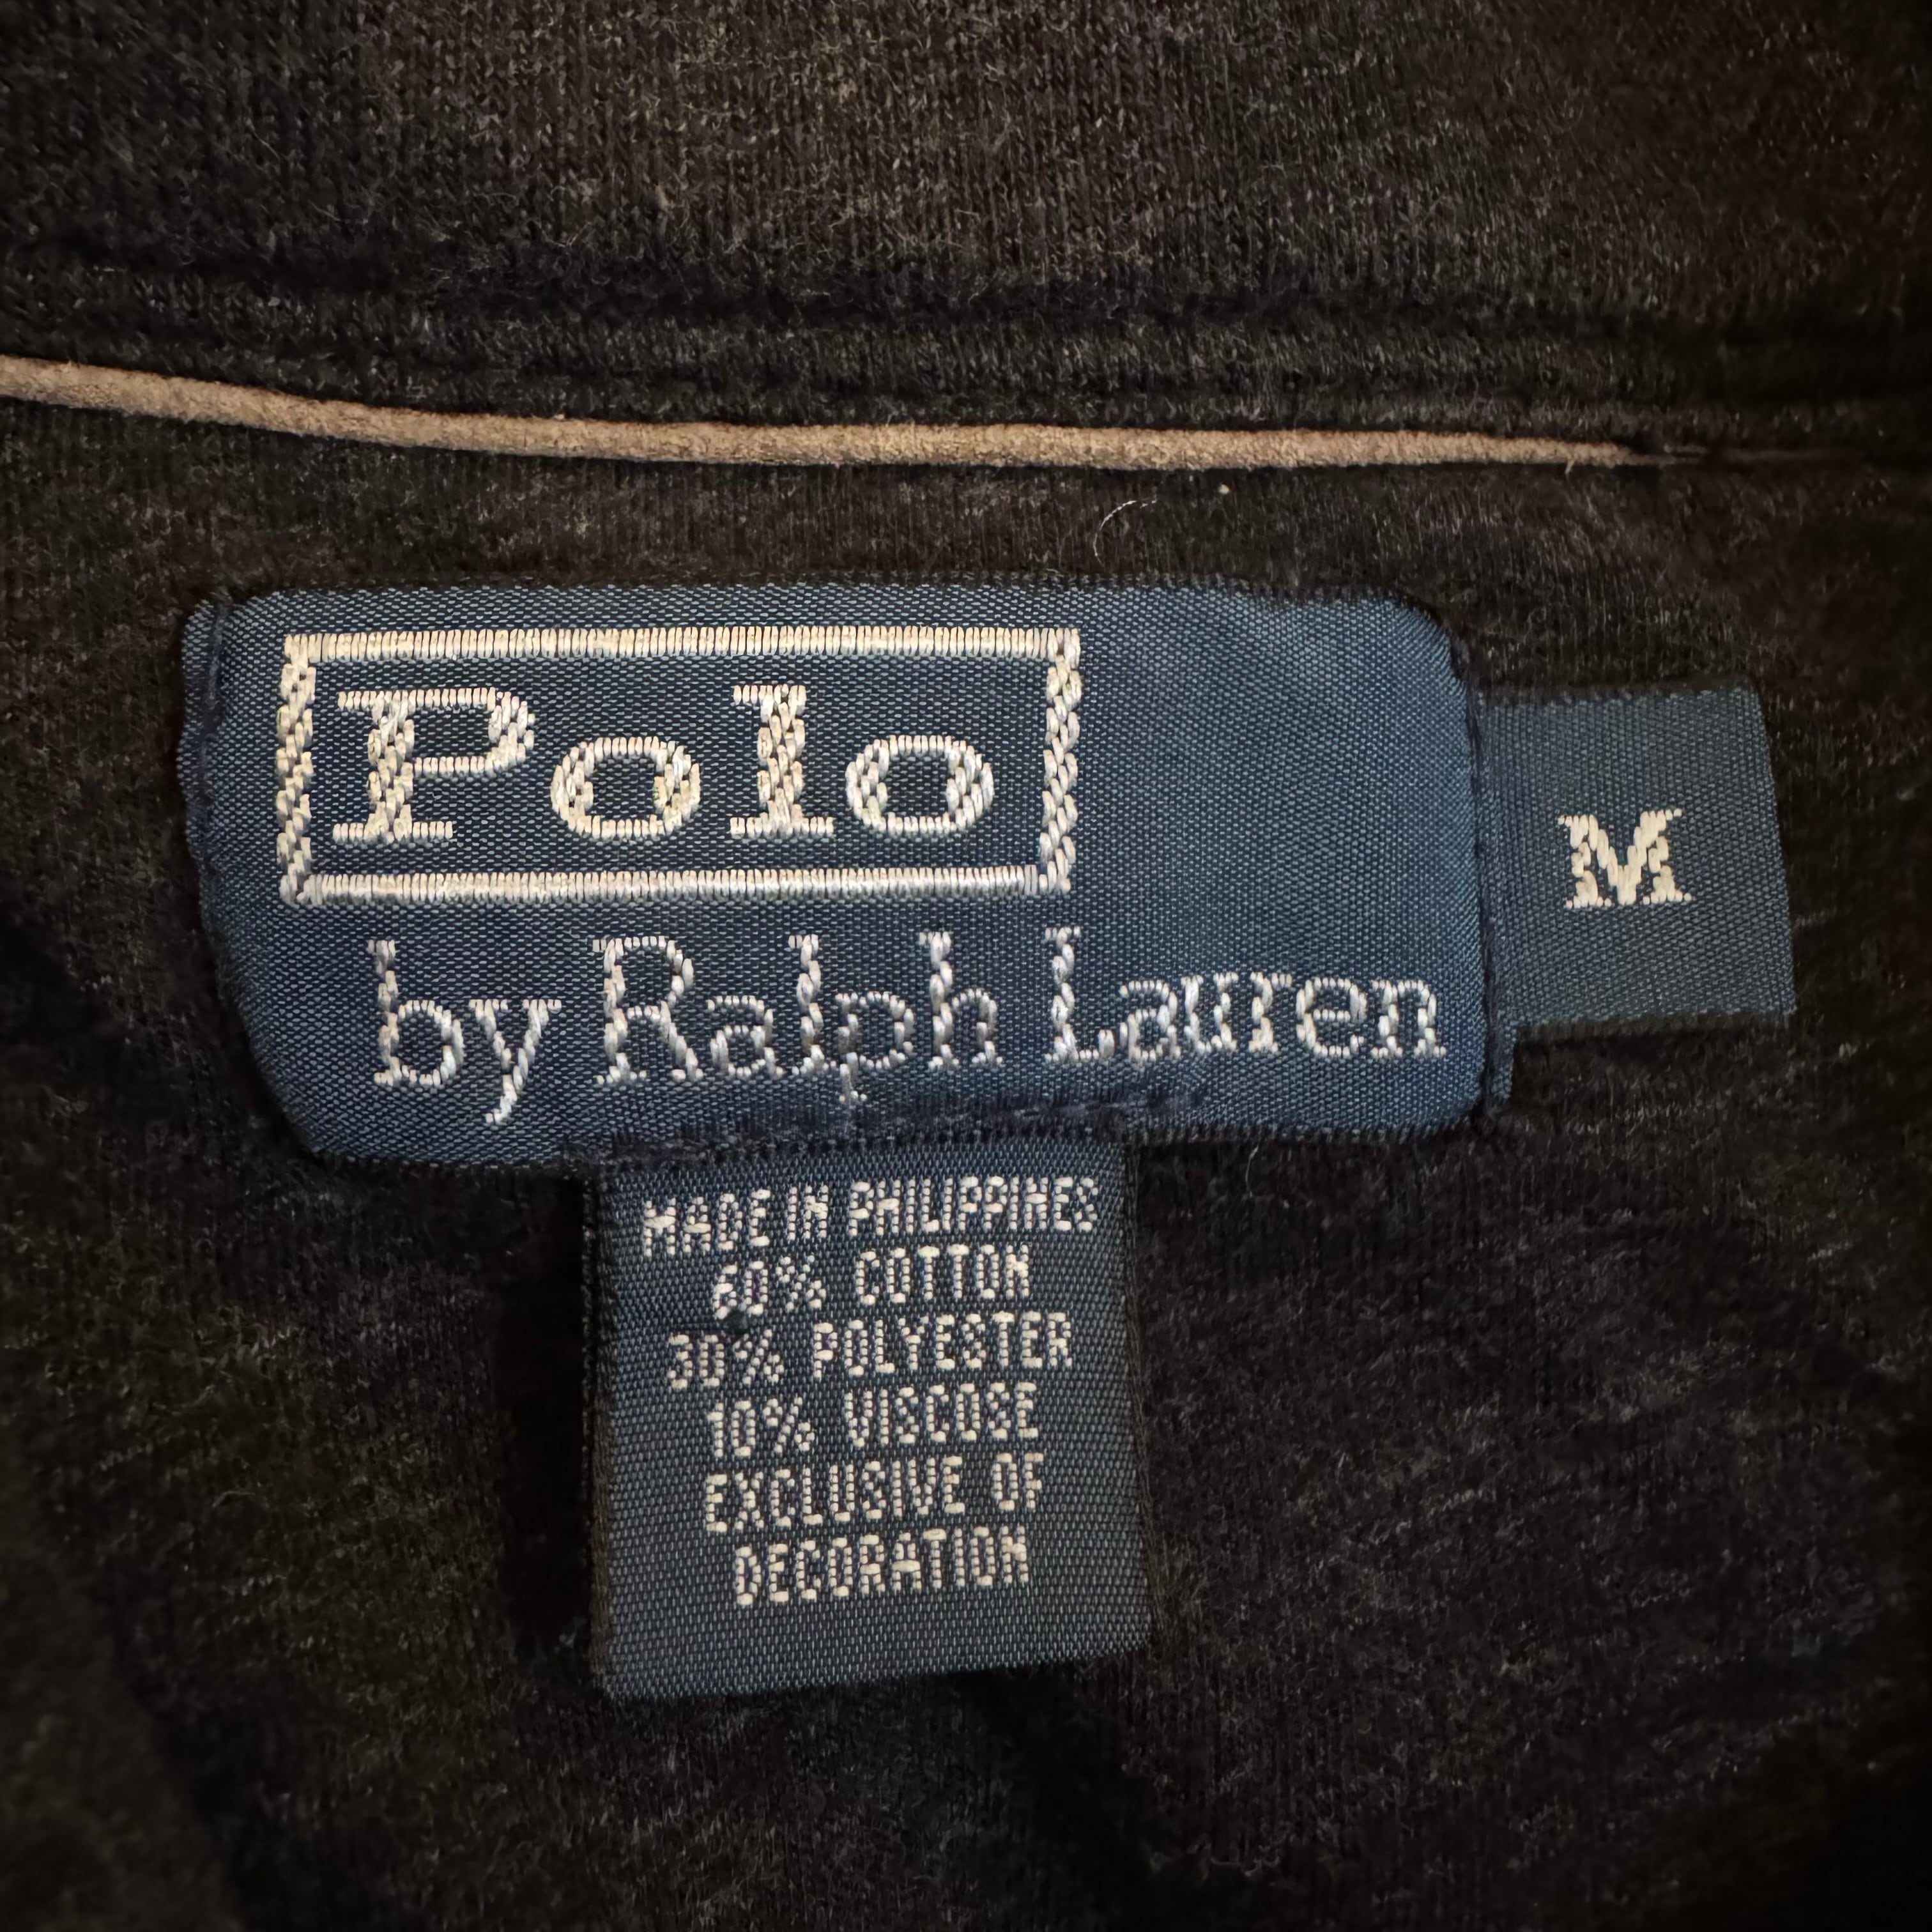 Polo
by Ralph Lauren
M
MADE IN PHILIPPINES
60% COTTON
30% POLYESTER
10% VISCOSE
EXCLUSIVE OF
DECORATION